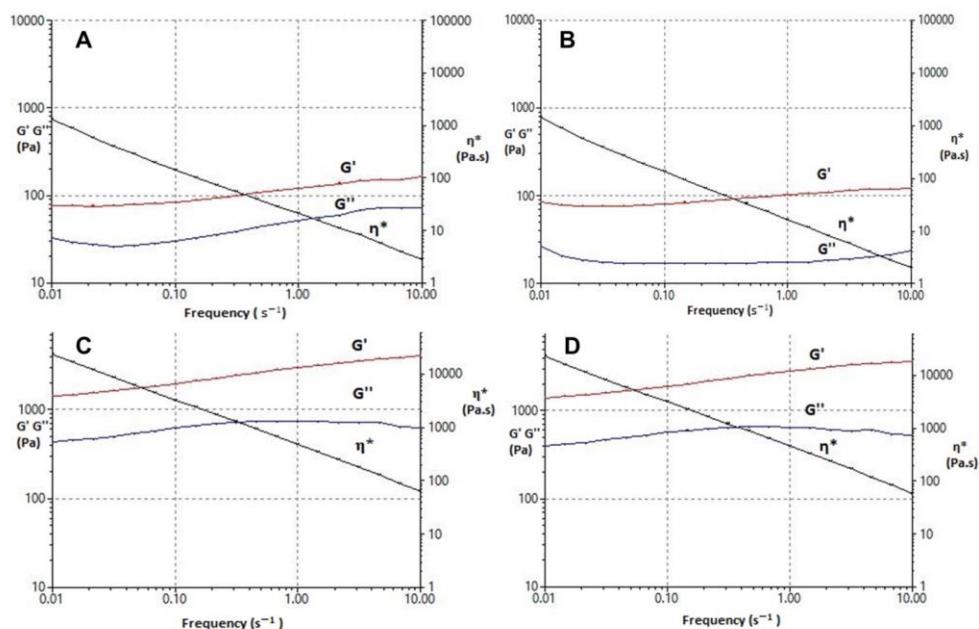 A
10000
1000
G' G''
(Pa)
100
10
100000
10000
1000
η*
(Pa.s)
100
10
1
G'
G''
η*
0.01 0.10 1.00 10.00
Frequency ( s⁻¹ )
B
10000
1000
G' G''
(Pa)
100
10
100000
10000
1000
η*
(Pa.s)
100
10
1
G'
η*
G''
0.01 0.10 1.00 10.00
Frequency (s⁻¹)
C
1000
G' G''
(Pa)
100
10
10000
η*
(Pa.s)
1000
100
10
1
G'
G''
η*
0.01 0.10 1.00 10.00
Frequency (s⁻¹)
D
1000
G' G''
(Pa)
100
10
10000
1000
η*
(Pa.s)
100
10
1
G'
G''
η*
0.01 0.10 1.00 10.00
Frequency (s⁻¹)